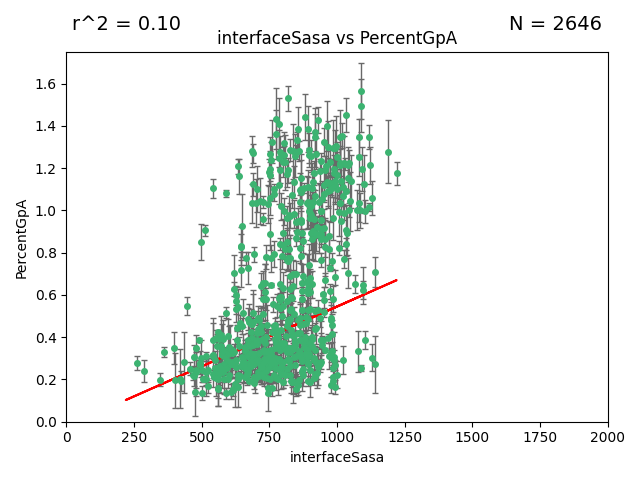 r^2 = 0.10
N = 2646
interfaceSasa vs PercentGpA
PercentGpA
1.6
1.4
1.2
1.0
0.8
0.6
0.4
0.2
0.0
0 250 500 750 1000 1250 1500 1750 2000
interfaceSasa